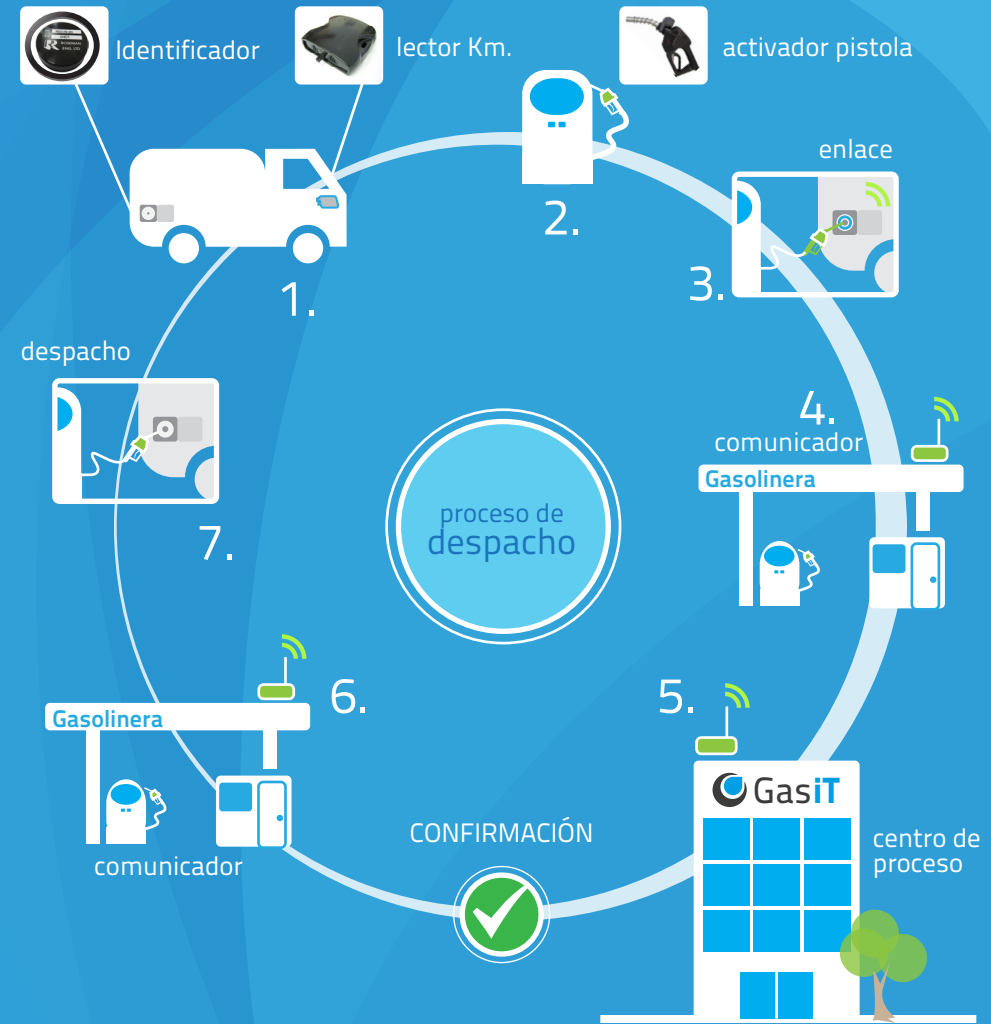 Identificador
lector Km.
activador pistola
1.
2.
enlace
3.
4.
comunicador
Gasolinera
proceso de
despacho
5.
GasiT
centro de
proceso
CONFIRMACIÓN
6.
Gasolinera
comunicador
despacho
7.